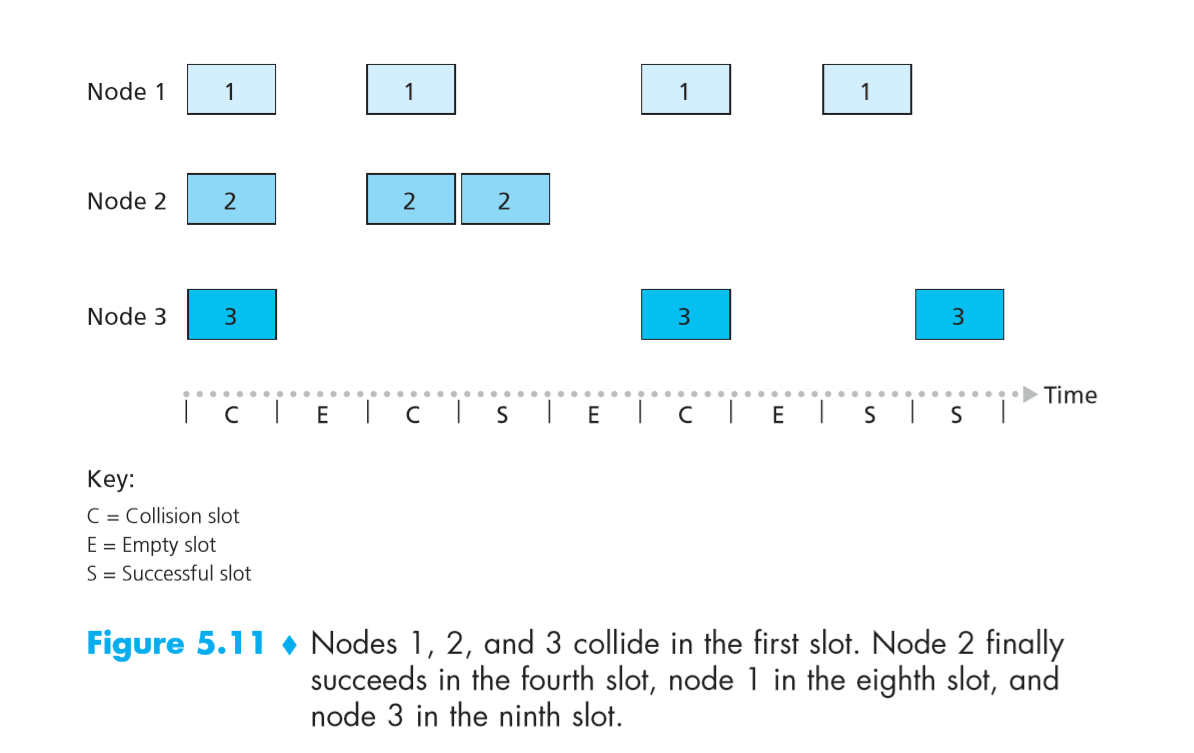 Node 1 1 1 1 1
Node 2 2 2 2
Node 3 3 3 3
Time
| C | E | C | S | E | C | E | S | S |
Key:
C = Collision slot
E = Empty slot
S = Successful slot
Figure 5.11 ♦ Nodes 1, 2, and 3 collide in the first slot. Node 2 finally
succeeds in the fourth slot, node 1 in the eighth slot, and
node 3 in the ninth slot.